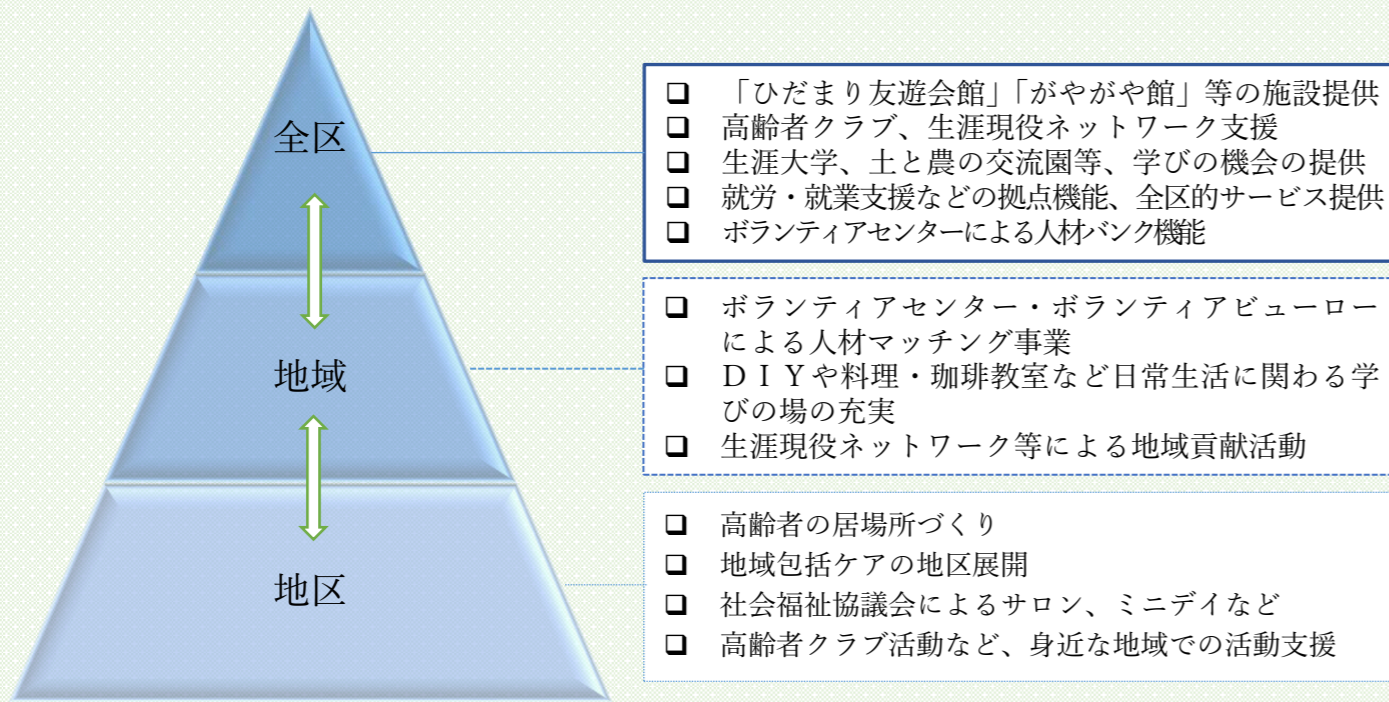 全区
❑ 「ひだまり友遊会館」「がやがや館」等の施設提供
❑ 高齢者クラブ、生涯現役ネットワーク支援
❑ 生涯大学、土と農の交流園等、学びの機会の提供
❑ 就労・就業支援などの拠点機能、全区的サービス提供
❑ ボランティアセンターによる人材バンク機能
地域
❑ ボランティアセンター・ボランティアビューロー
による人材マッチング事業
❑ ＤＩＹや料理・珈琲教室など日常生活に関わる学
びの場の充実
❑ 生涯現役ネットワーク等による地域貢献活動
地区
❑ 高齢者の居場所づくり
❑ 地域包括ケアの地区展開
❑ 社会福祉協議会によるサロン、ミニデイなど
❑ 高齢者クラブ活動など、身近な地域での活動支援